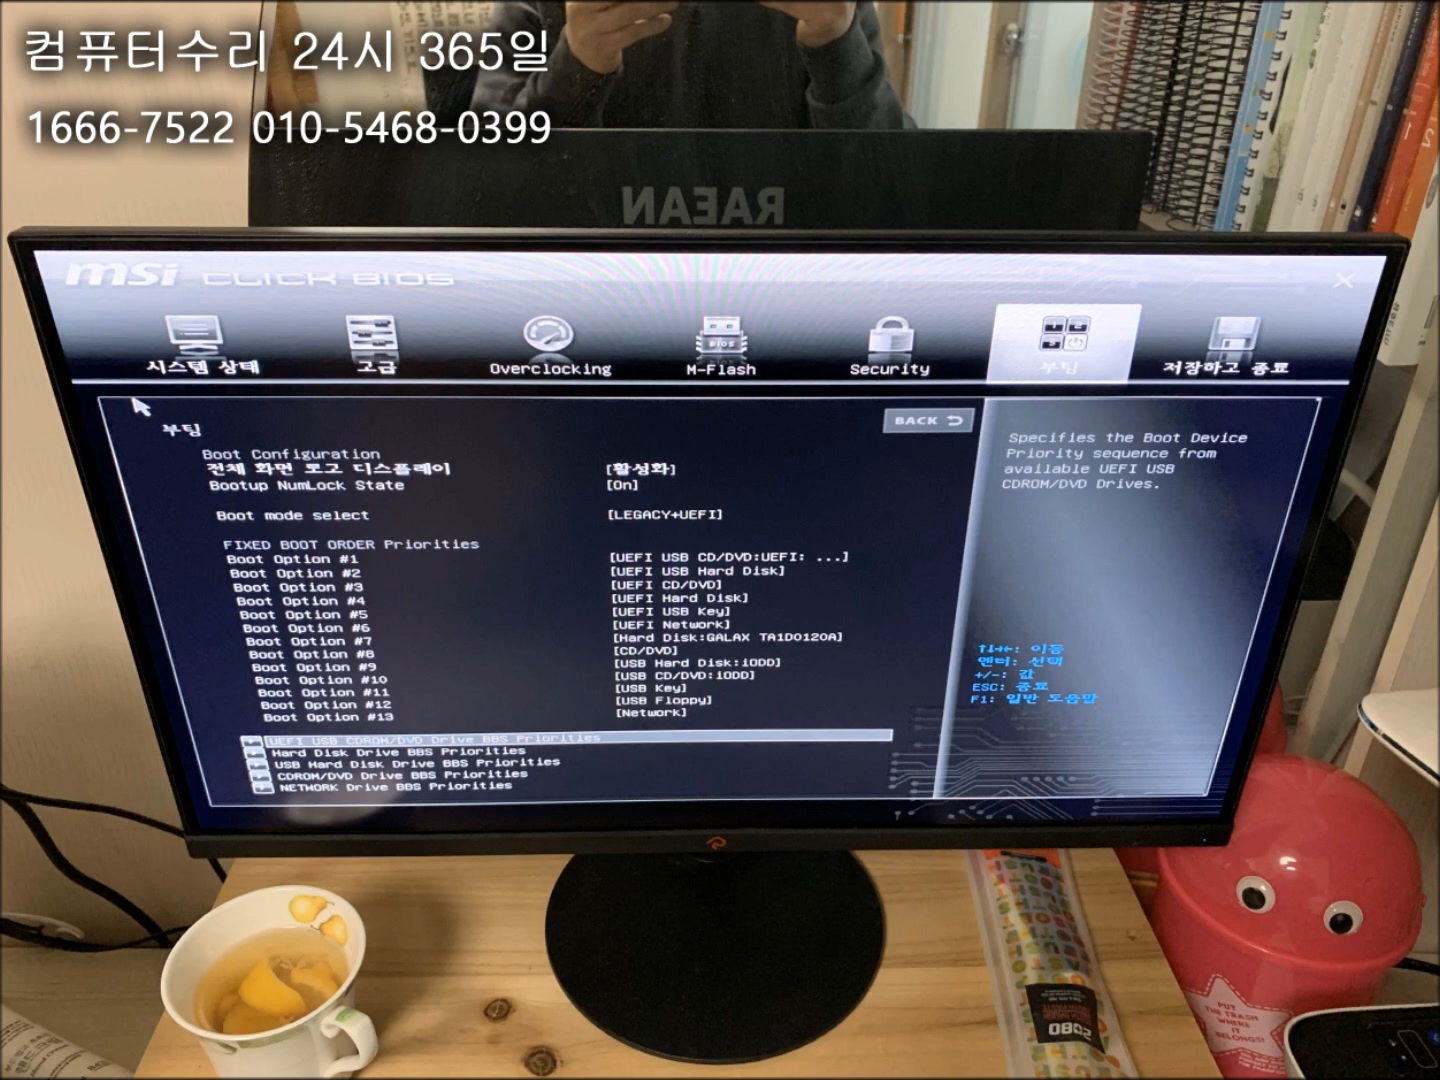 컴퓨터수리 24시 365일
1666-7522 010-5468-0399
RAEAN
msi CLICK BIOS
시스템 상태
고급
Overclocking
M-Flash
Security
부팅
저장하고 종료
부팅
BACK
Boot Configuration
전체 화면 로고 디스플레이 [활성화]
Bootup NumLock State [On]
Boot mode select [LEGACY+UEFI]
FIXED BOOT ORDER Priorities
Boot Option #1 [UEFI USB CD/DVD:UEFI: ...]
Boot Option #2 [UEFI USB Hard Disk]
Boot Option #3 [UEFI CD/DVD]
Boot Option #4 [UEFI Hard Disk]
Boot Option #5 [UEFI USB Key]
Boot Option #6 [UEFI Network]
Boot Option #7 [Hard Disk:GALAX TA1D0120A]
Boot Option #8 [CD/DVD]
Boot Option #9 [USB Hard Disk:iODD]
Boot Option #10 [USB CD/DVD:iODD]
Boot Option #11 [USB Key]
Boot Option #12 [USB Floppy]
Boot Option #13 [Network]
UEFI USB CDROM/DVD Drive BBS Priorities
Hard Disk Drive BBS Priorities
USB Hard Disk Drive BBS Priorities
CDROM/DVD Drive BBS Priorities
NETWORK Drive BBS Priorities
Specifies the Boot Device
Priority sequence from
available UEFI USB
CDROM/DVD Drives.
↑↓→←: 이동
엔터: 선택
+/-: 값
ESC: 종료
F1: 일반 도움말
PUT
THE TRASH
WHERE
IT
BELONGS!
2080